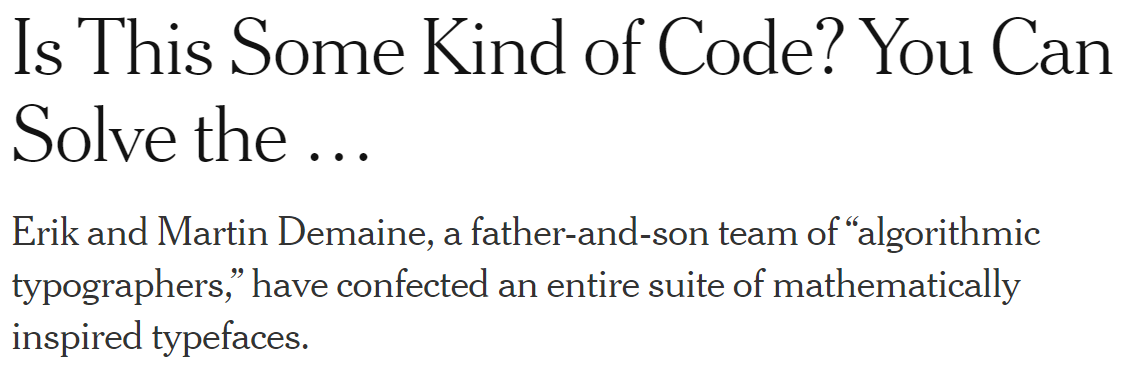 Is This Some Kind of Code? You Can
Solve the …
Erik and Martin Demaine, a father-and-son team of “algorithmic
typographers,” have confected an entire suite of mathematically
inspired typefaces.